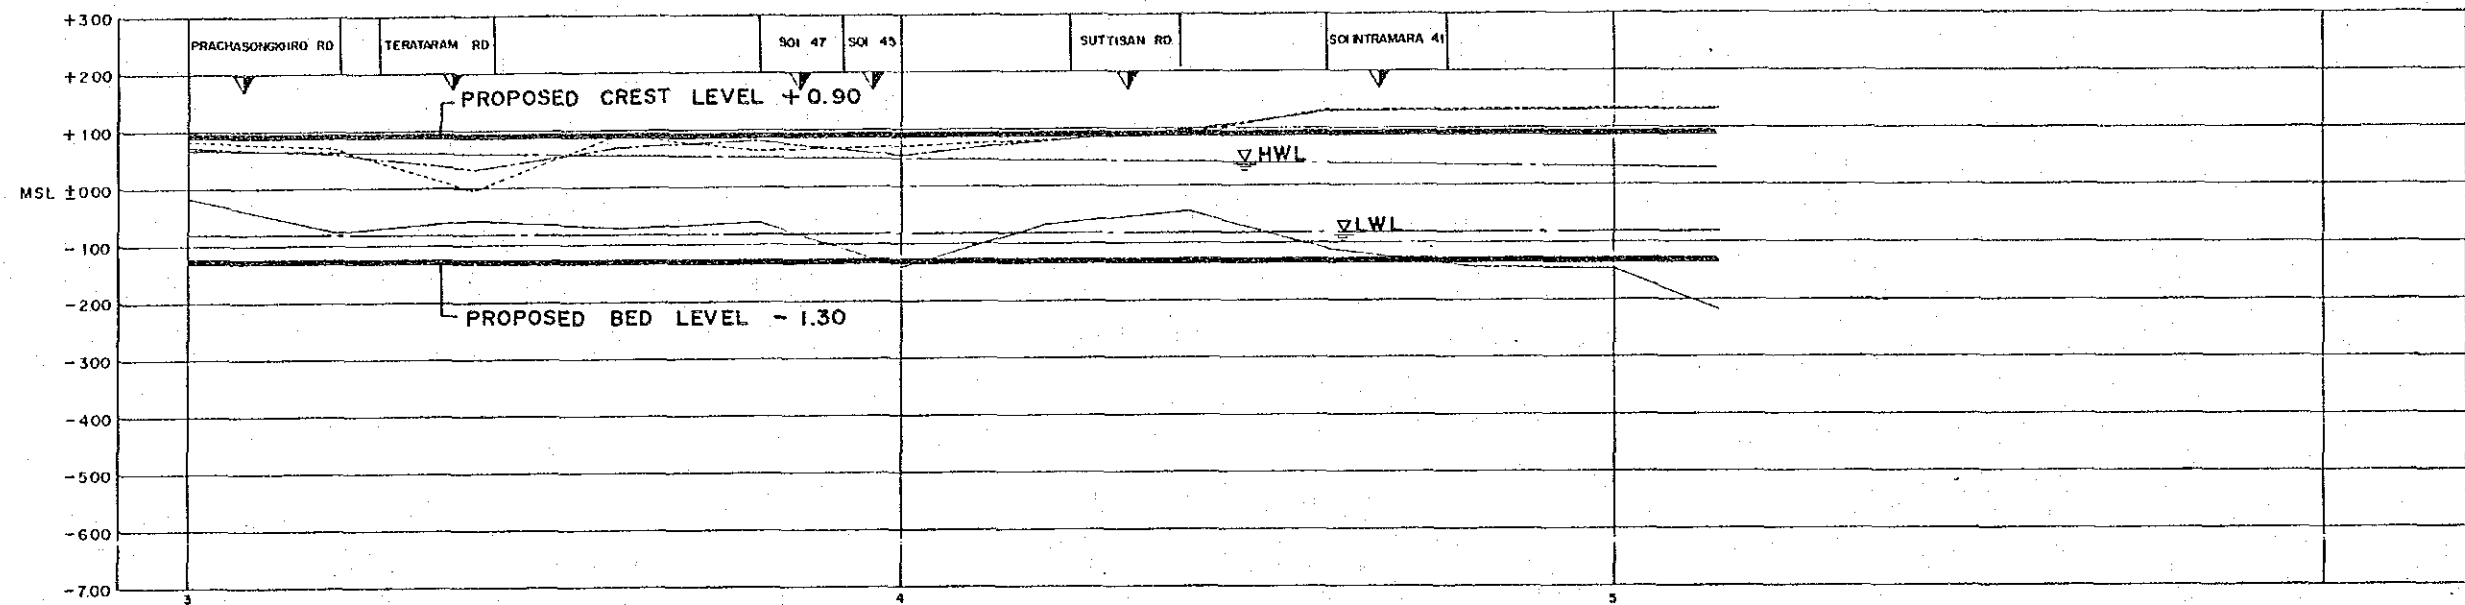 +300
PRACHASONGKHRO RD
TERATARAM RD
SOI 47
SOI 45
SUTTISAN RD
SOI INTRAMARA 41
+200
PROPOSED CREST LEVEL +0.90
+100
HWL
MSL ±000
LWL
-100
-200
PROPOSED BED LEVEL - 1.30
-300
-400
-500
-600
-7.00
3
4
5